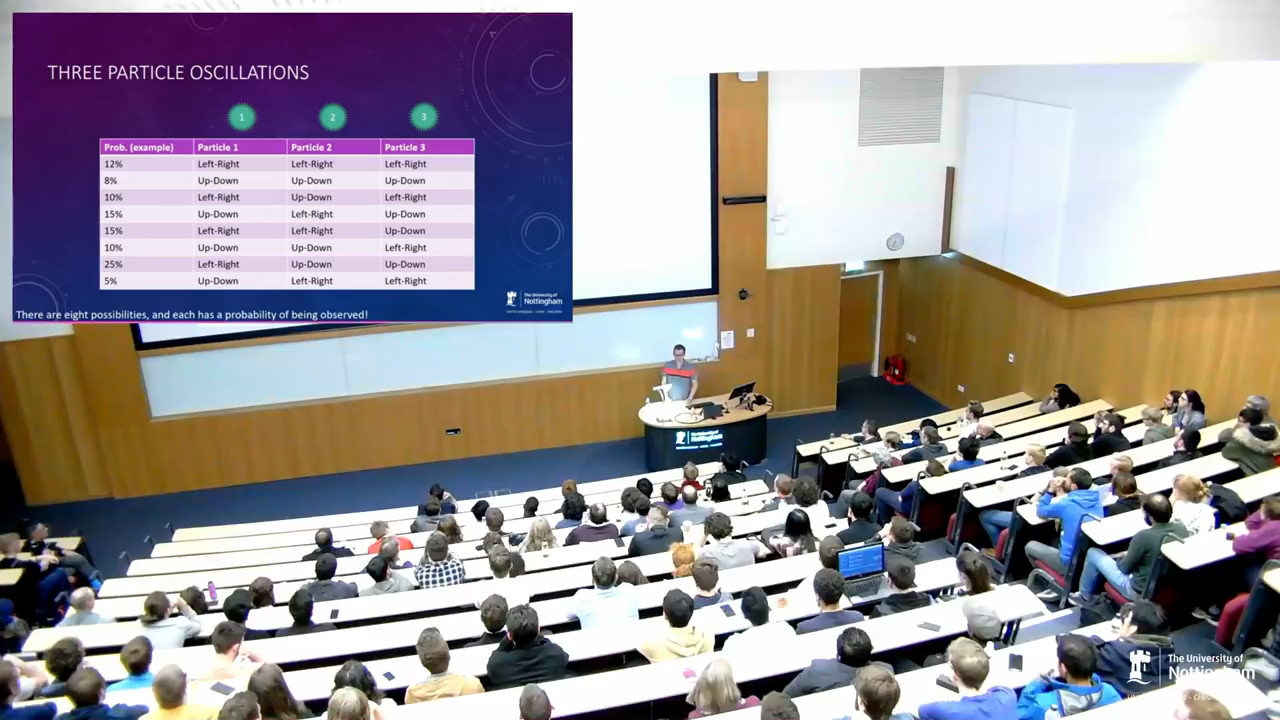 THREE PARTICLE OSCILLATIONS
1 2 3
Prob. (example) Particle 1 Particle 2 Particle 3
12% Left-Right Left-Right Left-Right
8% Up-Down Up-Down Up-Down
10% Left-Right Up-Down Left-Right
15% Up-Down Left-Right Up-Down
15% Left-Right Left-Right Up-Down
10% Up-Down Up-Down Left-Right
25% Left-Right Up-Down Up-Down
5% Up-Down Left-Right Left-Right
The University of
Nottingham
There are eight possibilities, and each has a probability of being observed!
The University of
Nottingham
The University of
Nottingham